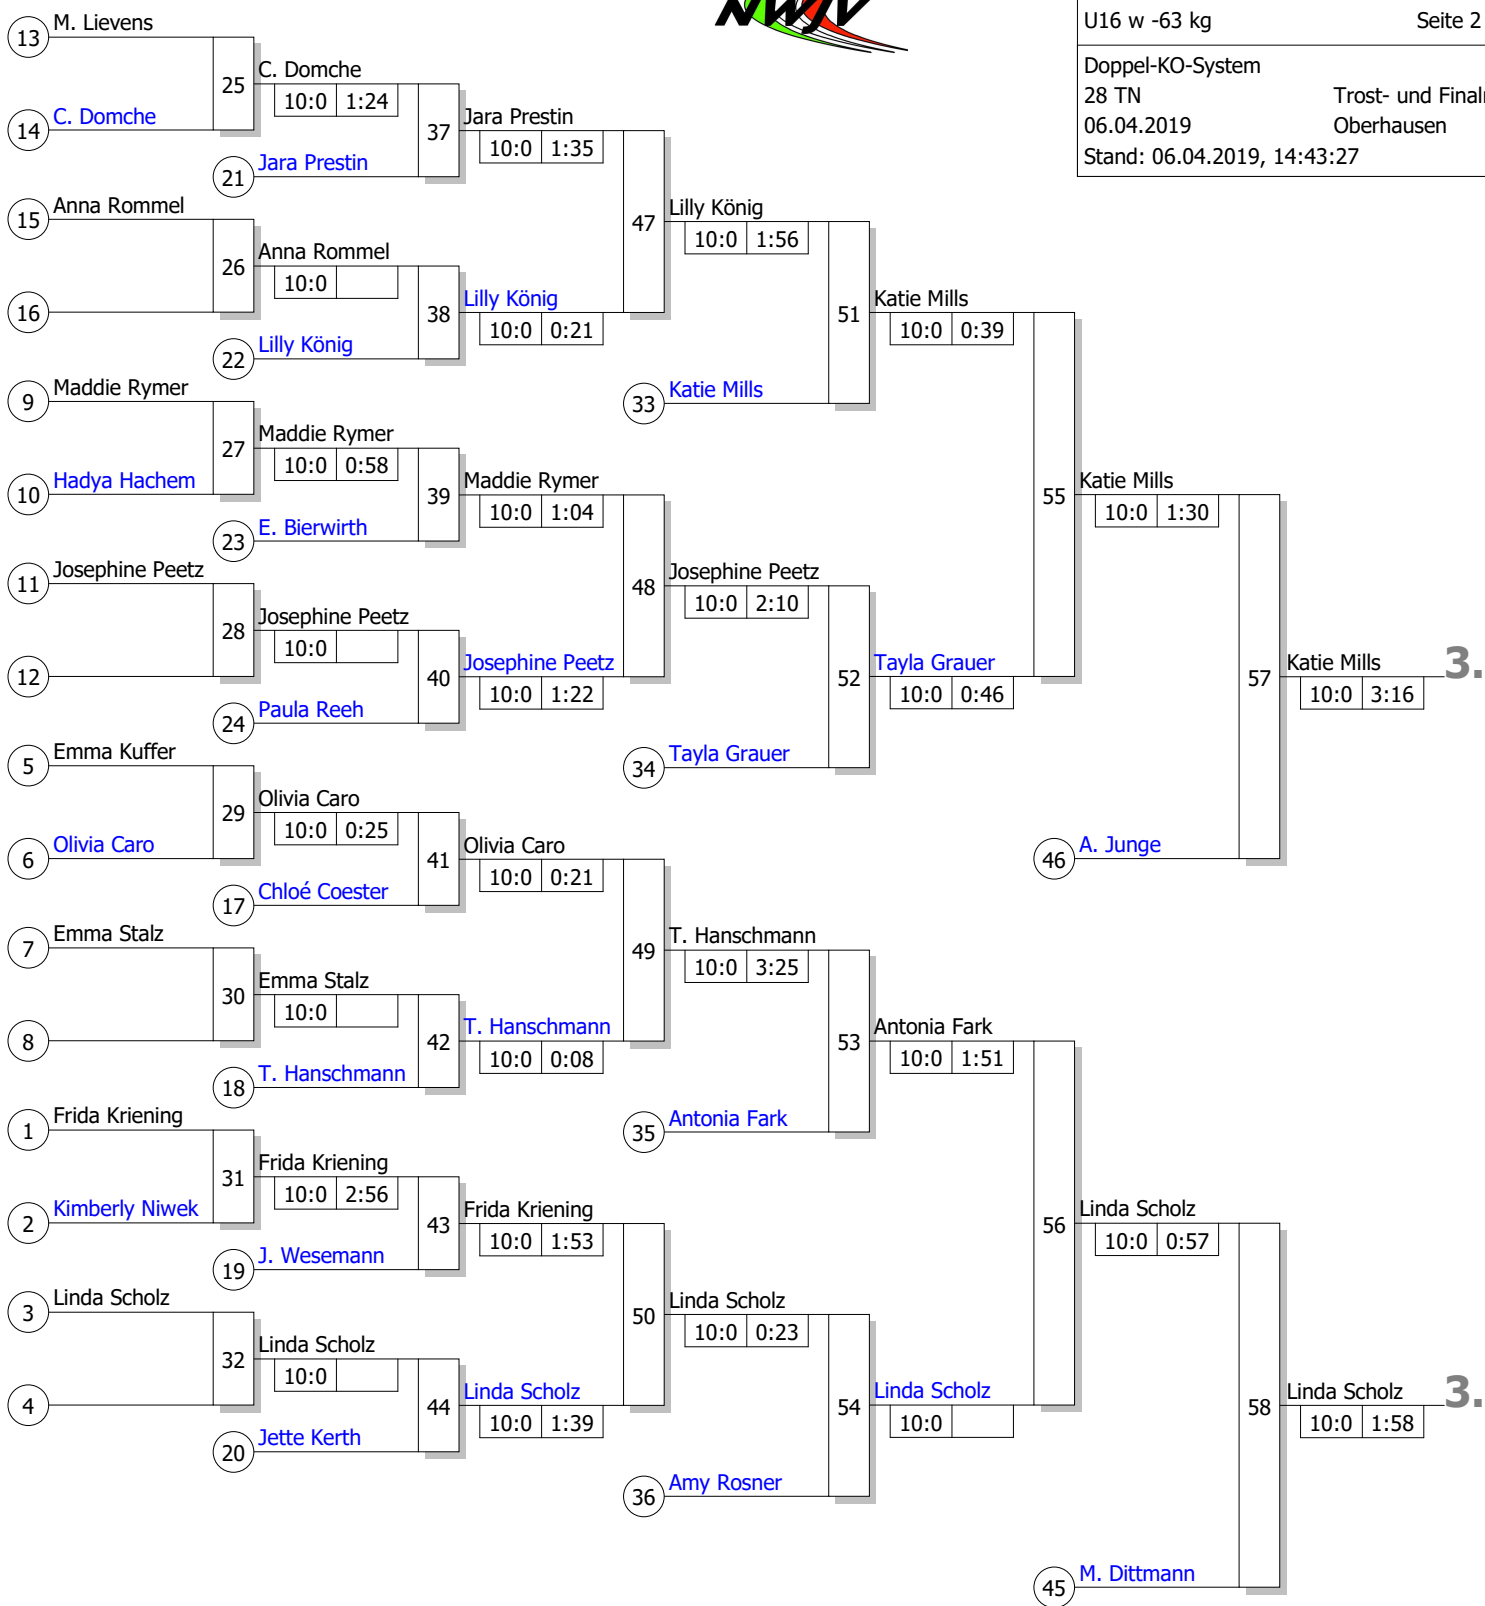 NWJV
U16 w -63 kg Seite 2
Doppel-KO-System
28 TN Trost- und Finalr
06.04.2019 Oberhausen
Stand: 06.04.2019, 14:43:27
13 M. Lievens
25 C. Domche
10:0 1:24
14 C. Domche
37 Jara Prestin
10:0 1:35
21 Jara Prestin
15 Anna Rommel
47 Lilly König
10:0 1:56
26 Anna Rommel
10:0
16
38 Lilly König
10:0 0:21
22 Lilly König
51 Katie Mills
10:0 0:39
33 Katie Mills
9 Maddie Rymer
27 Maddie Rymer
10:0 0:58
10 Hadya Hachem
39 Maddie Rymer
10:0 1:04
23 E. Bierwirth
55 Katie Mills
10:0 1:30
11 Josephine Peetz
48 Josephine Peetz
10:0 2:10
28 Josephine Peetz
10:0
12
40 Josephine Peetz
10:0 1:22
24 Paula Reeh
52 Tayla Grauer
10:0 0:46
34 Tayla Grauer
57 Katie Mills 3.
10:0 3:16
5 Emma Kuffer
29 Olivia Caro
10:0 0:25
6 Olivia Caro
41 Olivia Caro
10:0 0:21
17 Chloé Coester
46 A. Junge
7 Emma Stalz
49 T. Hanschmann
10:0 3:25
30 Emma Stalz
10:0
8
42 T. Hanschmann
10:0 0:08
18 T. Hanschmann
53 Antonia Fark
10:0 1:51
35 Antonia Fark
1 Frida Kriening
31 Frida Kriening
10:0 2:56
2 Kimberly Niwek
43 Frida Kriening
10:0 1:53
19 J. Wesemann
56 Linda Scholz
10:0 0:57
3 Linda Scholz
50 Linda Scholz
10:0 0:23
32 Linda Scholz
10:0
4
44 Linda Scholz
10:0 1:39
20 Jette Kerth
54 Linda Scholz
10:0
36 Amy Rosner
58 Linda Scholz 3.
10:0 1:58
45 M. Dittmann